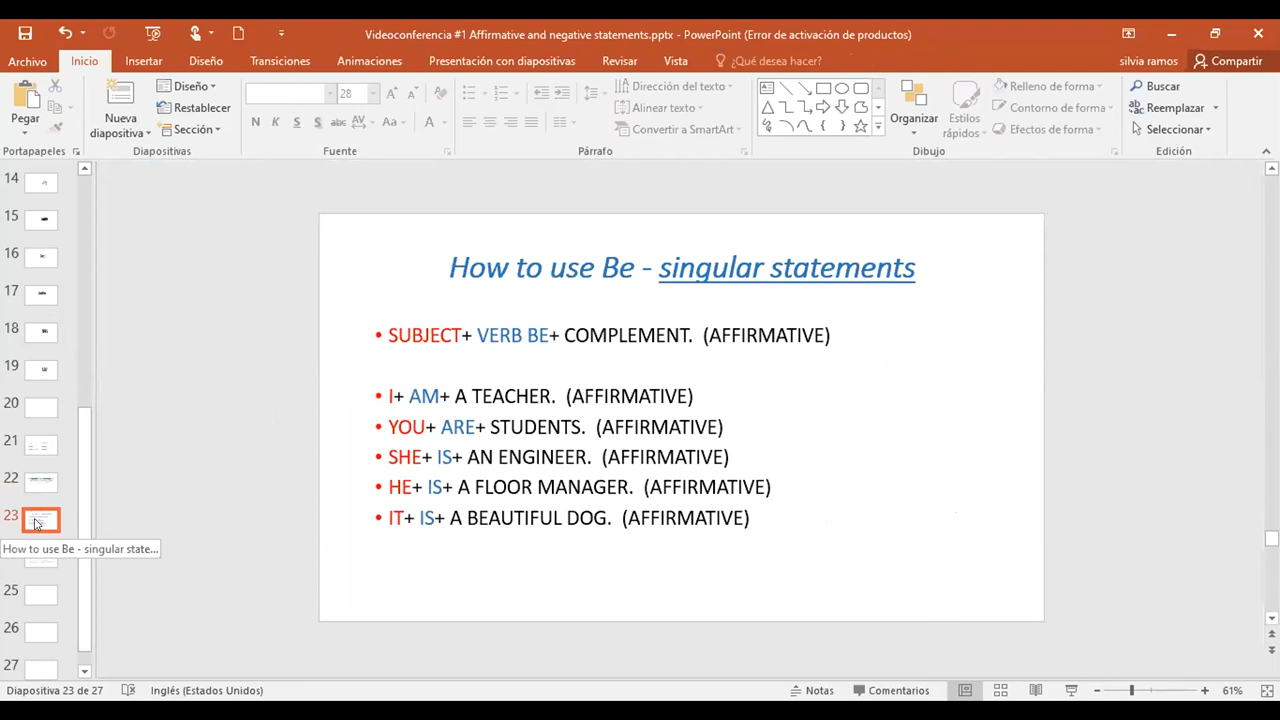 Videoconferencia #1 Affirmative and negative statements.pptx - PowerPoint (Error de activación de productos)
Archivo Inicio Insertar Diseño Transiciones Animaciones Presentación con diapositivas Revisar Vista ¿Qué desea hacer? silvia ramos Compartir
Pegar
Portapapeles
Nueva diapositiva
Diseño
Restablecer
Sección
Diapositivas
28
N K S S abc AV Aa A
Fuente
Dirección del texto
Alinear texto
Convertir a SmartArt
Párrafo
Organizar
Estilos rápidos
Relleno de forma
Contorno de forma
Efectos de forma
Dibujo
Buscar
Reemplazar
Seleccionar
Edición
14
15
16
17
18
19
20
21
22
23
How to use Be - singular state...
25
26
27
How to use Be - singular statements
• SUBJECT+ VERB BE+ COMPLEMENT. (AFFIRMATIVE)
• I+ AM+ A TEACHER. (AFFIRMATIVE)
• YOU+ ARE+ STUDENTS. (AFFIRMATIVE)
• SHE+ IS+ AN ENGINEER. (AFFIRMATIVE)
• HE+ IS+ A FLOOR MANAGER. (AFFIRMATIVE)
• IT+ IS+ A BEAUTIFUL DOG. (AFFIRMATIVE)
Diapositiva 23 de 27 Inglés (Estados Unidos) Notas Comentarios 61%